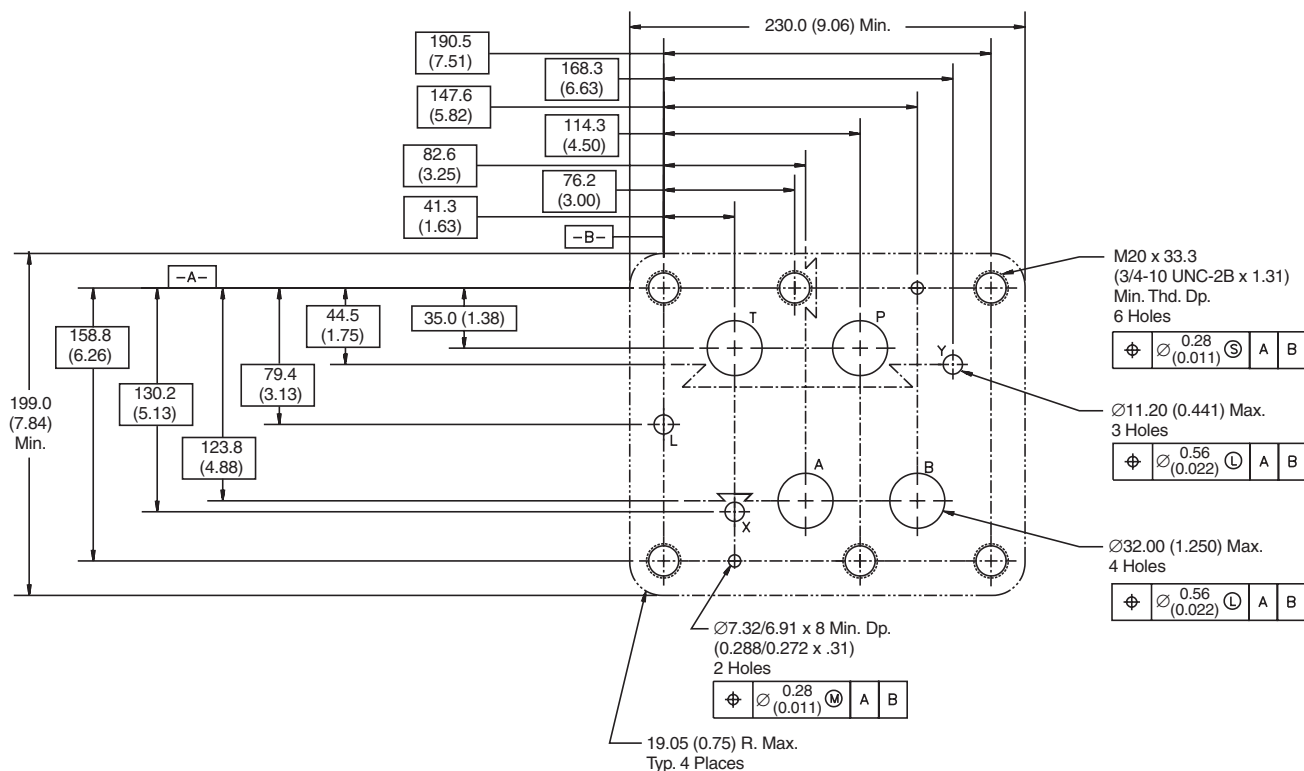 230.0 (9.06) Min.
190.5
(7.51)
168.3
(6.63)
147.6
(5.82)
114.3
(4.50)
82.6
(3.25)
76.2
(3.00)
41.3
(1.63)
-B-
-A-
M20 x 33.3
(3/4-10 UNC-2B x 1.31)
Min. Thd. Dp.
6 Holes
⌖ ∅ 0.28 (0.011) Ⓢ A B
44.5
(1.75)
35.0 (1.38)
T
P
Y
158.8
(6.26)
79.4
(3.13)
130.2
(5.13)
199.0
(7.84)
Min.
123.8
(4.88)
L
A
B
X
∅11.20 (0.441) Max.
3 Holes
⌖ ∅ 0.56 (0.022) Ⓛ A B
∅32.00 (1.250) Max.
4 Holes
⌖ ∅ 0.56 (0.022) Ⓛ A B
∅7.32/6.91 x 8 Min. Dp.
(0.288/0.272 x .31)
2 Holes
⌖ ∅ 0.28 (0.011) Ⓜ A B
19.05 (0.75) R. Max.
Typ. 4 Places